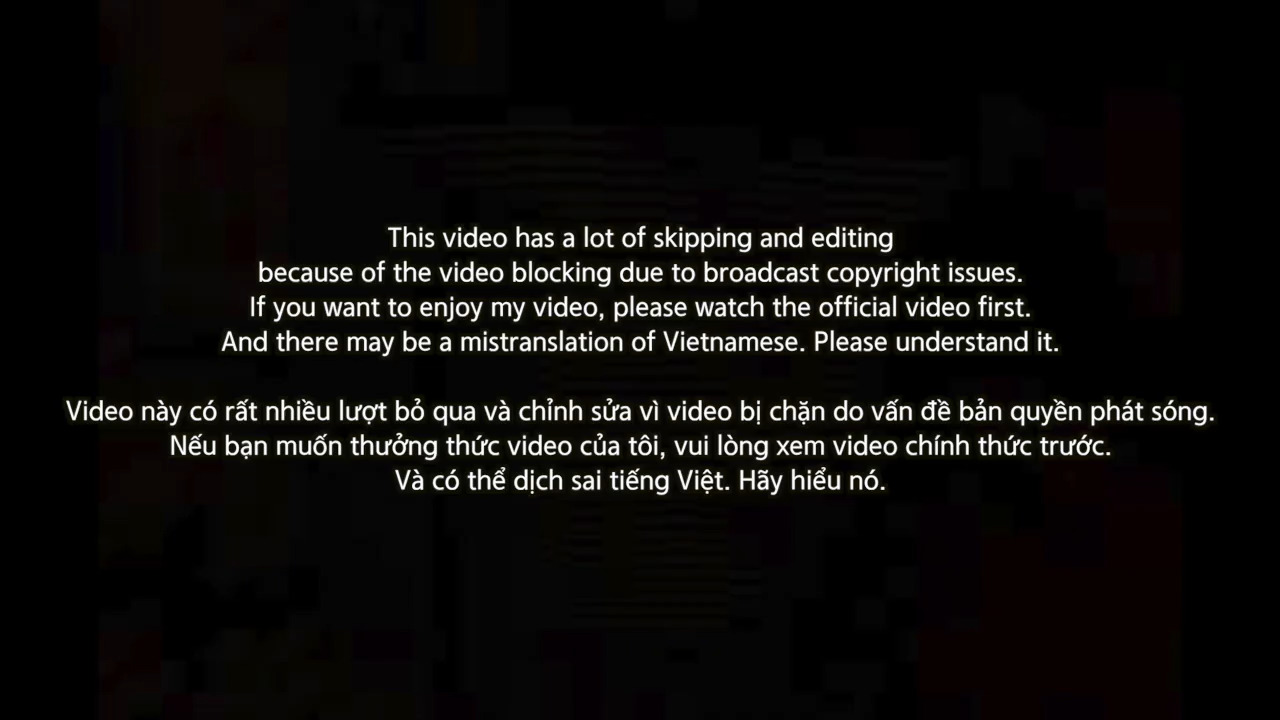 This video has a lot of skipping and editing
because of the video blocking due to broadcast copyright issues.
If you want to enjoy my video, please watch the official video first.
And there may be a mistranslation of Vietnamese. Please understand it.
Video này có rất nhiều lượt bỏ qua và chỉnh sửa vì video bị chặn do vấn đề bản quyền phát sóng.
Nếu bạn muốn thưởng thức video của tôi, vui lòng xem video chính thức trước.
Và có thể dịch sai tiếng Việt. Hãy hiểu nó.